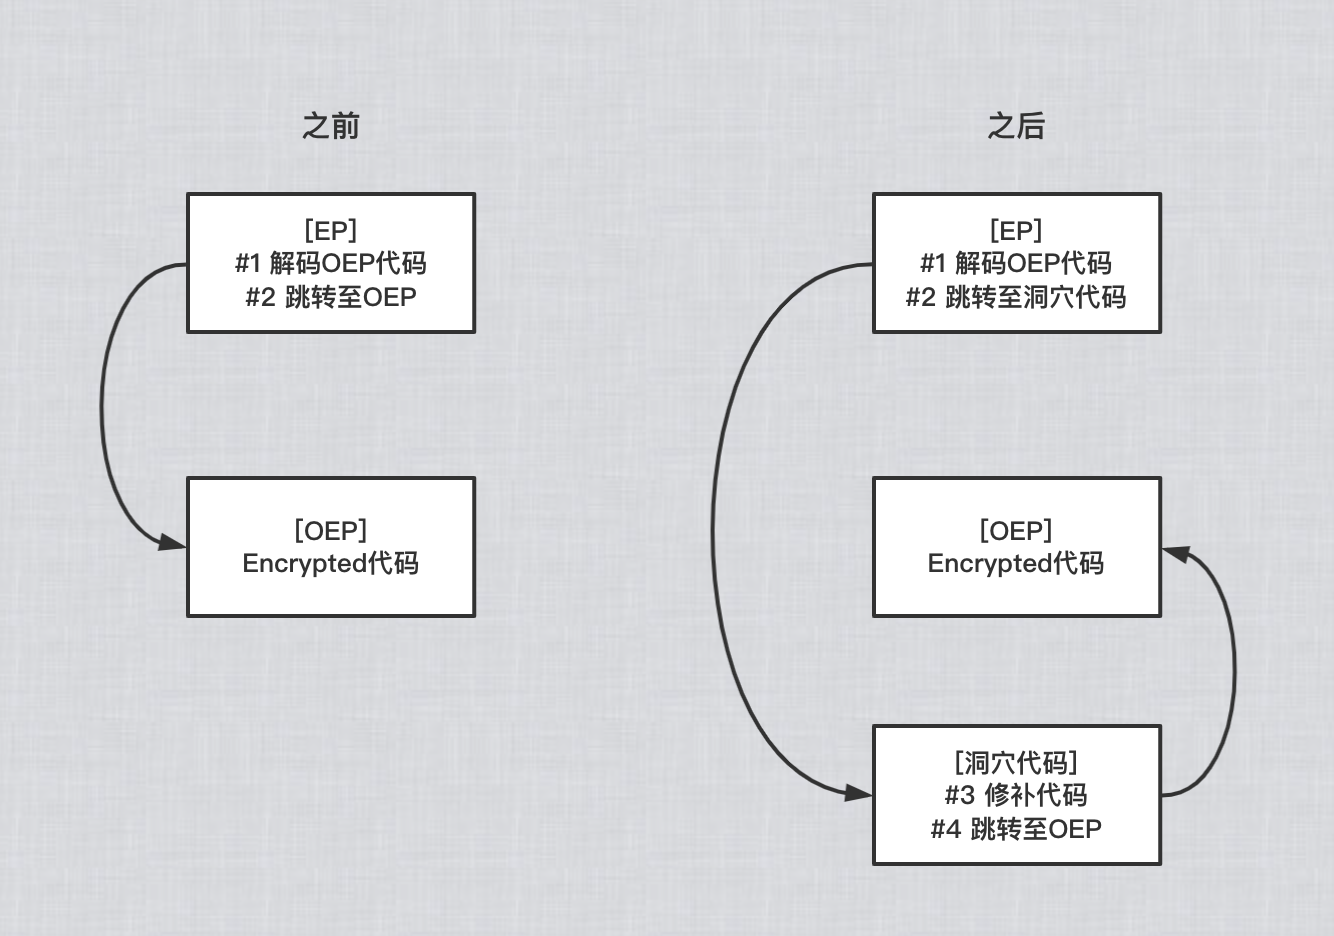 之前
[EP]
#1 解码OEP代码
#2 跳转至OEP
[OEP]
Encrypted代码
之后
[EP]
#1 解码OEP代码
#2 跳转至洞穴代码
[OEP]
Encrypted代码
[洞穴代码]
#3 修补代码
#4 跳转至OEP